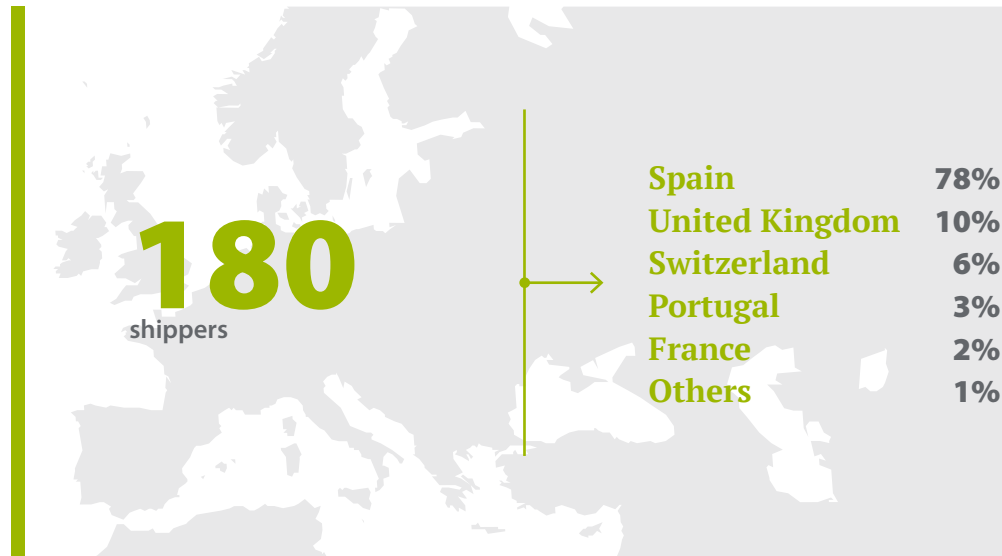 180
shippers
Spain 78%
United Kingdom 10%
Switzerland 6%
Portugal 3%
France 2%
Others 1%